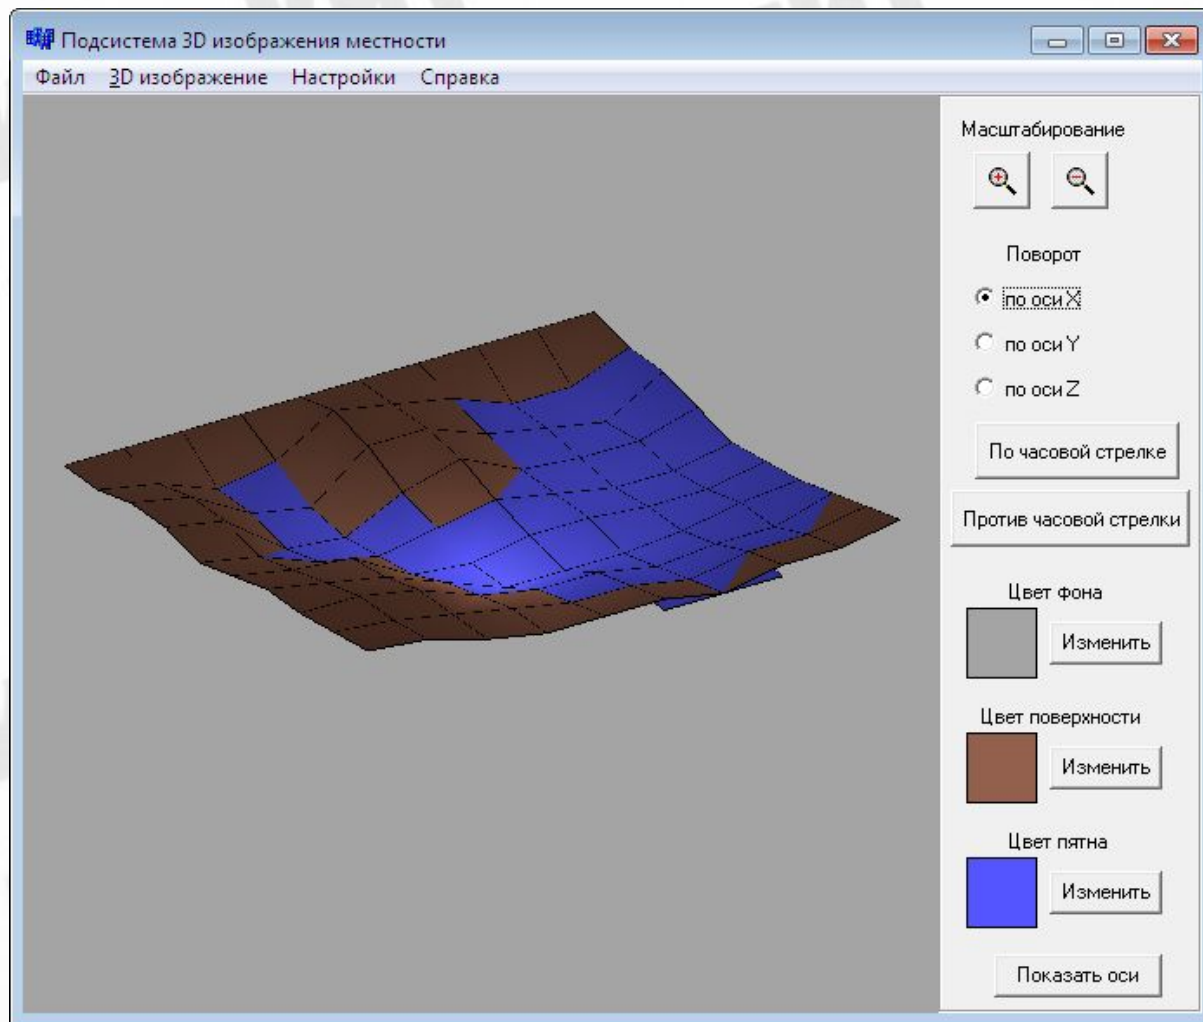 Подсистема 3D изображения местности
Файл 3D изображение Настройки Справка
Масштабирование
Поворот
по оси X
по оси Y
по оси Z
По часовой стрелке
Против часовой стрелки
Цвет фона
Изменить
Цвет поверхности
Изменить
Цвет пятна
Изменить
Показать оси